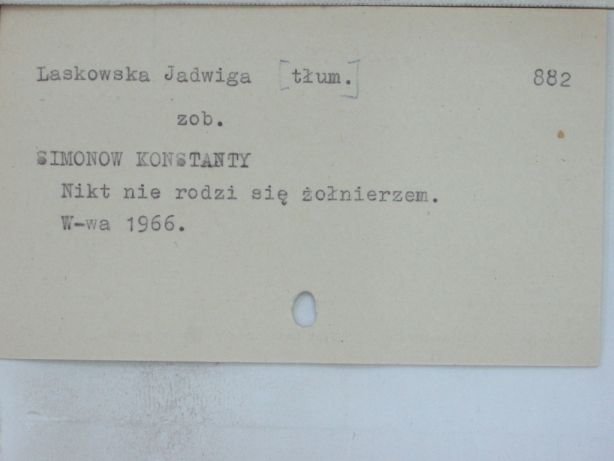 Laskowska Jadwiga [tłum.] 882
zob.
SIMONOW KONSTANTY
Nikt nie rodzi się żołnierzem.
W-wa 1966.